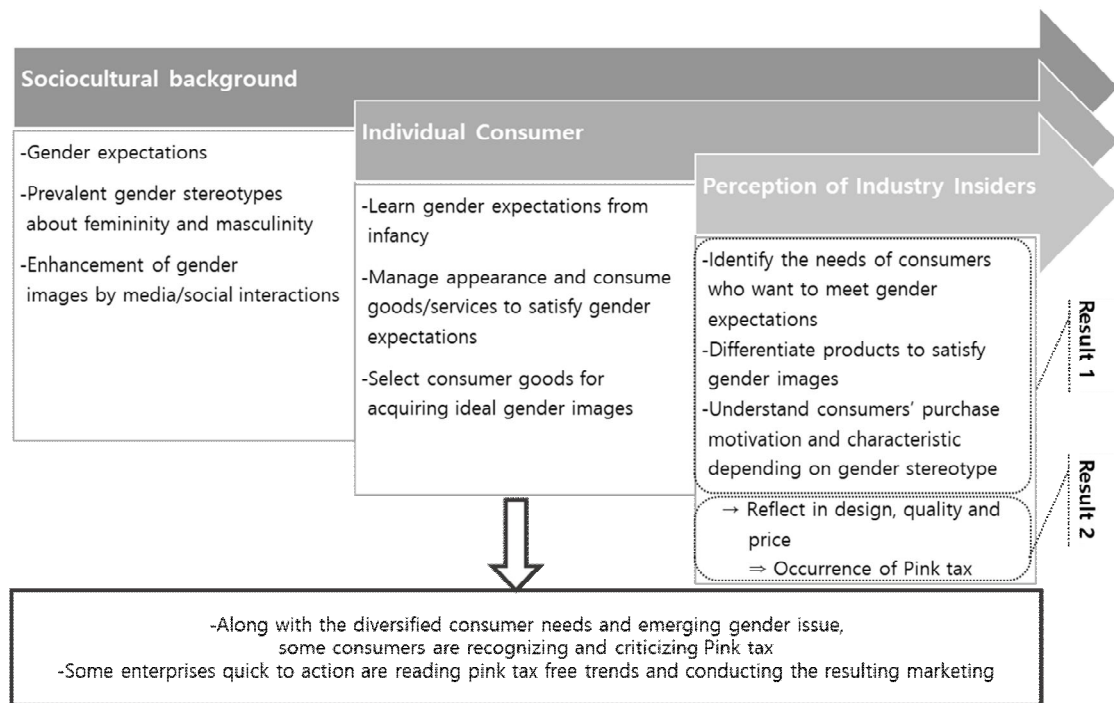 Sociocultural background
-Gender expectations
-Prevalent gender stereotypes
about femininity and masculinity
-Enhancement of gender
images by media/social interactions
Individual Consumer
-Learn gender expectations from
infancy
-Manage appearance and consume
goods/services to satisfy gender
expectations
-Select consumer goods for
acquiring ideal gender images
Perception of Industry Insiders
-Identify the needs of consumers
who want to meet gender
expectations
-Differentiate products to satisfy
gender images
-Understand consumers’ purchase
motivation and characteristic
depending on gender stereotype
→ Reflect in design, quality and
price
⇒ Occurrence of Pink tax
Result 1
Result 2
-Along with the diversified consumer needs and emerging gender issue,
some consumers are recognizing and criticizing Pink tax
-Some enterprises quick to action are reading pink tax free trends and conducting the resulting marketing